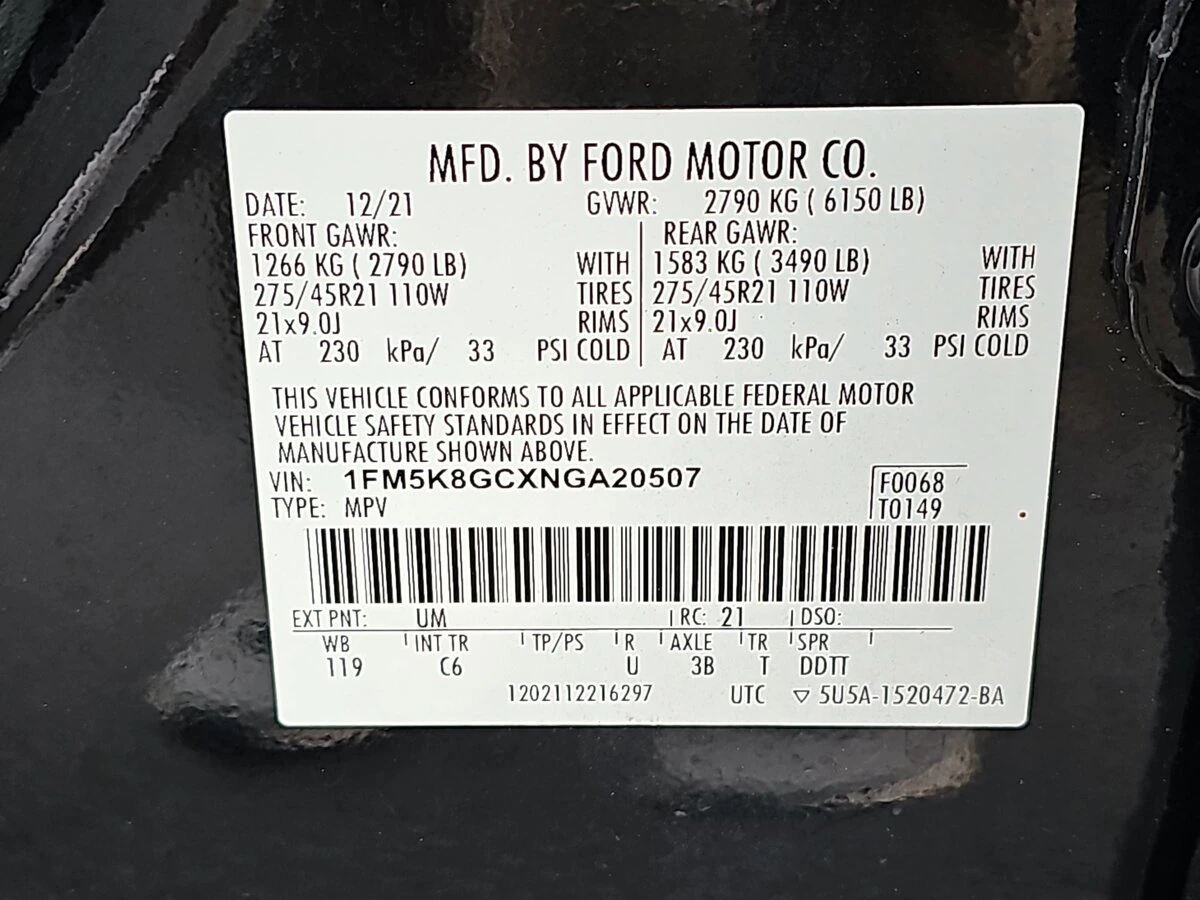 MFD. BY FORD MOTOR CO.
DATE: 12/21 GVWR: 2790 KG ( 6150 LB)
FRONT GAWR: REAR GAWR:
1266 KG ( 2790 LB) WITH 1583 KG ( 3490 LB) WITH
275/45R21 110W TIRES 275/45R21 110W TIRES
21x9.0J RIMS 21x9.0J RIMS
AT 230 kPa/ 33 PSI COLD AT 230 kPa/ 33 PSI COLD
THIS VEHICLE CONFORMS TO ALL APPLICABLE FEDERAL MOTOR
VEHICLE SAFETY STANDARDS IN EFFECT ON THE DATE OF
MANUFACTURE SHOWN ABOVE.
VIN: 1FM5K8GCXNGA20507 F0068
TYPE: MPV T0149
EXT PNT: UM RC: 21 DSO:
WB INT TR TP/PS R AXLE TR SPR
119 C6 U 3B T DDTT
1202112216297 UTC ▽ 5U5A-1520472-BA